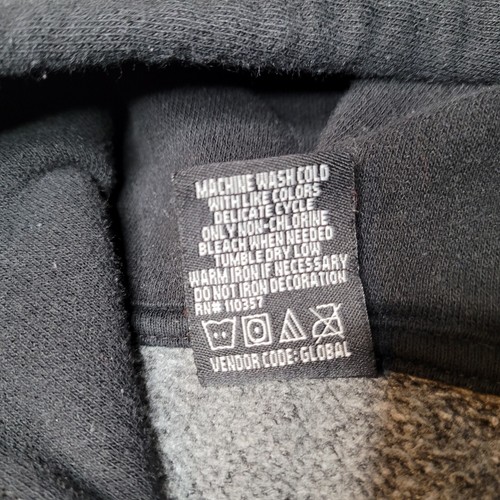 MACHINE WASH COLD
WITH LIKE COLORS
DELICATE CYCLE
ONLY NON-CHLORINE
BLEACH WHEN NEEDED
TUMBLE DRY LOW
WARM IRON IF NECESSARY
DO NOT IRON DECORATION
RN# 110357
VENDOR CODE: GLOBAL